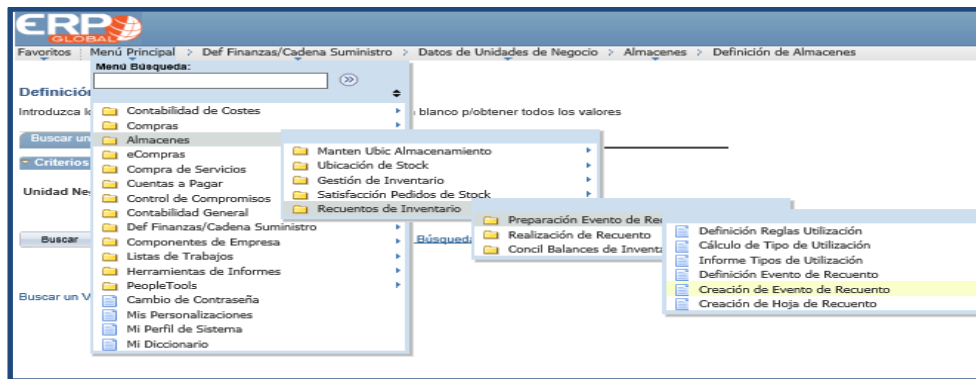 ERP
GLOBAL
Favoritos Menú Principal > Def Finanzas/Cadena Suministro > Datos de Unidades de Negocio > Almacenes > Definición de Almacenes
Menú Búsqueda:
Definición
Introduzca blanco p/obtener todos los valores
Buscar un
Criterios
Unidad Ne
Buscar
Búsqueda
Buscar un V
Contabilidad de Costes
Compras
Almacenes
eCompras
Compra de Servicios
Cuentas a Pagar
Control de Compromisos
Contabilidad General
Def Finanzas/Cadena Suministro
Componentes de Empresa
Listas de Trabajos
Herramientas de Informes
PeopleTools
Cambio de Contraseña
Mis Personalizaciones
Mi Perfil de Sistema
Mi Diccionario
Manten Ubic Almacenamiento
Ubicación de Stock
Gestión de Inventario
Satisfacción Pedidos de Stock
Recuentos de Inventario
Preparación Evento de Rec
Realización de Recuento
Concil Balances de Inventa
Definición Reglas Utilización
Cálculo de Tipo de Utilización
Informe Tipos de Utilización
Definición Evento de Recuento
Creación de Evento de Recuento
Creación de Hoja de Recuento